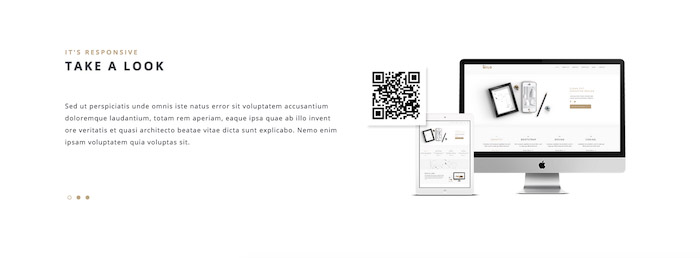 IT'S RESPONSIVE
TAKE A LOOK
Sed ut perspiciatis unde omnis iste natus error sit voluptatem accusantium
doloremque laudantium, totam rem aperiam, eaque ipsa quae ab illo invent
ore veritatis et quasi architecto beatae vitae dicta sunt explicabo. Nemo enim
ipsam voluptatem quia voluptas sit.